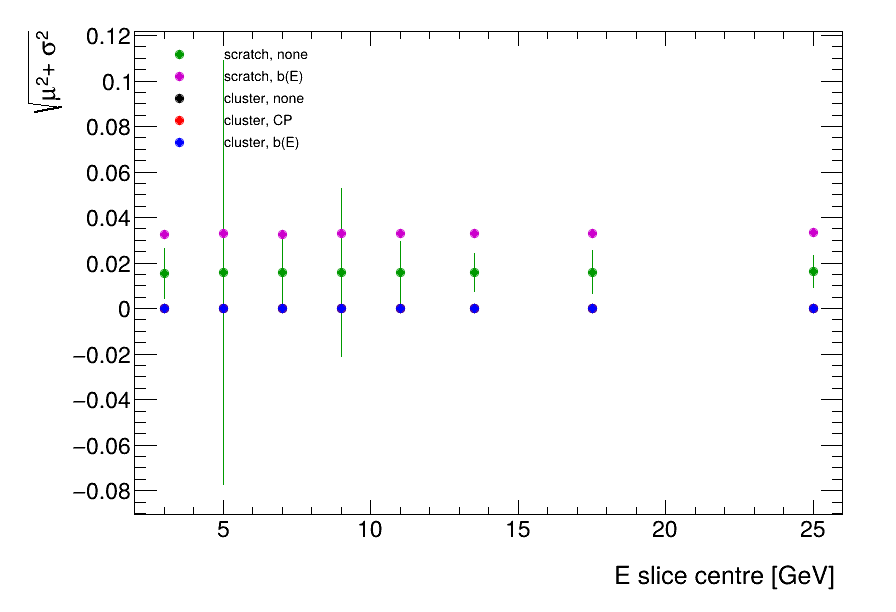 √μ²+ σ²
0.12
0.1
0.08
0.06
0.04
0.02
0
−0.02
−0.04
−0.06
−0.08
scratch, none
scratch, b(E)
cluster, none
cluster, CP
cluster, b(E)
5 10 15 20 25
E slice centre [GeV]